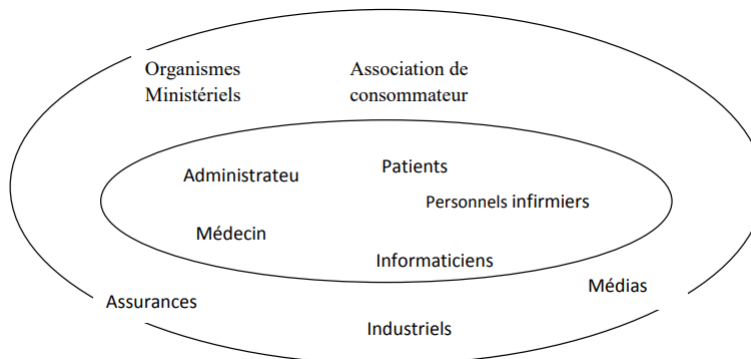 Organismes
Ministériels
Association de
consommateur
Administrateu
Patients
Personnels infirmiers
Médecin
Informaticiens
Médias
Assurances
Industriels